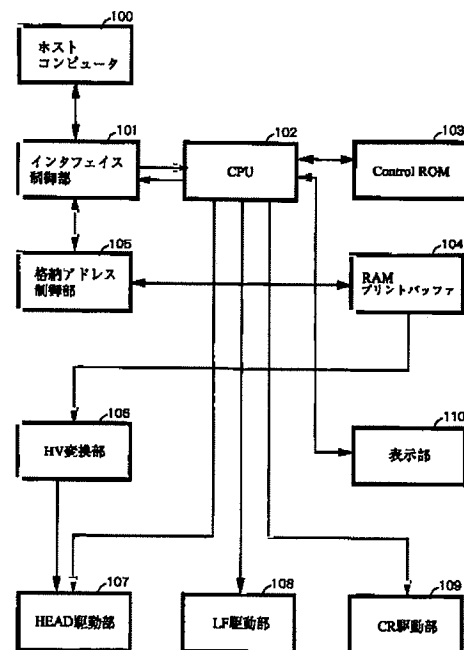 100
ホスト
コンピュータ
101
インタフェイス
制御部
102
CPU
103
Control ROM
105
格納アドレス
制御部
104
RAM
プリントバッファ
106
HV変換部
110
表示部
107
HEAD駆動部
108
LF駆動部
109
CR駆動部